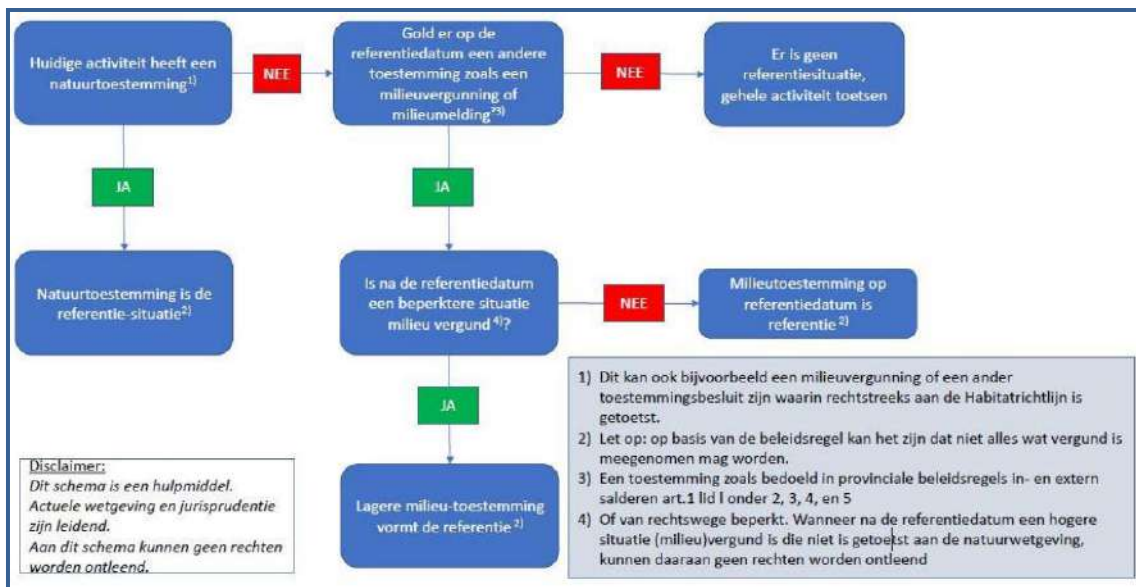 Huidige activiteit heeft een
natuurtoestemming1)
NEE
Gold er op de
referentiedatum een andere
toestemming zoals een
milieuvergunning of
milieumelding?3)
NEE
Er is geen
referentiesituatie,
gehele activiteit toetsen
JA
JA
Natuurtoestemming is de
referentie-situatie2)
Is na de referentiedatum
een beperktere situatie
milieu vergund 4)?
NEE
Milieutoestemming op
referentiedatum is
referentie 2)
JA
Lagere milieu-toestemming
vormt de referentie 2)
Disclaimer:
Dit schema is een hulpmiddel.
Actuele wetgeving en jurisprudentie
zijn leidend.
Aan dit schema kunnen geen rechten
worden ontleend.
1) Dit kan ook bijvoorbeeld een milieuvergunning of een ander
toestemmingsbesluit zijn waarin rechtstreeks aan de Habitatrichtlijn is
getoetst.
2) Let op: op basis van de beleidsregel kan het zijn dat niet alles wat vergund is
meegenomen mag worden.
3) Een toestemming zoals bedoeld in provinciale beleidsregels in- en extern
salderen art.1 lid l onder 2, 3, 4, en 5
4) Of van rechtswege beperkt. Wanneer na de referentiedatum een hogere
situatie (milieu)vergund is die niet is getoetst aan de natuurwetgeving,
kunnen daaraan geen rechten worden ontleend